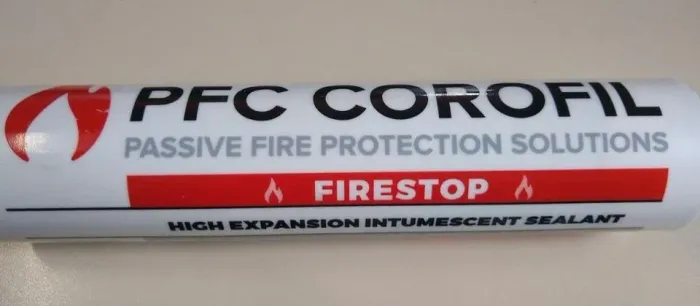 PFC COROFIL
PASSIVE FIRE PROTECTION SOLUTIONS
FIRESTOP
HIGH EXPANSION INTUMESCENT SEALANT